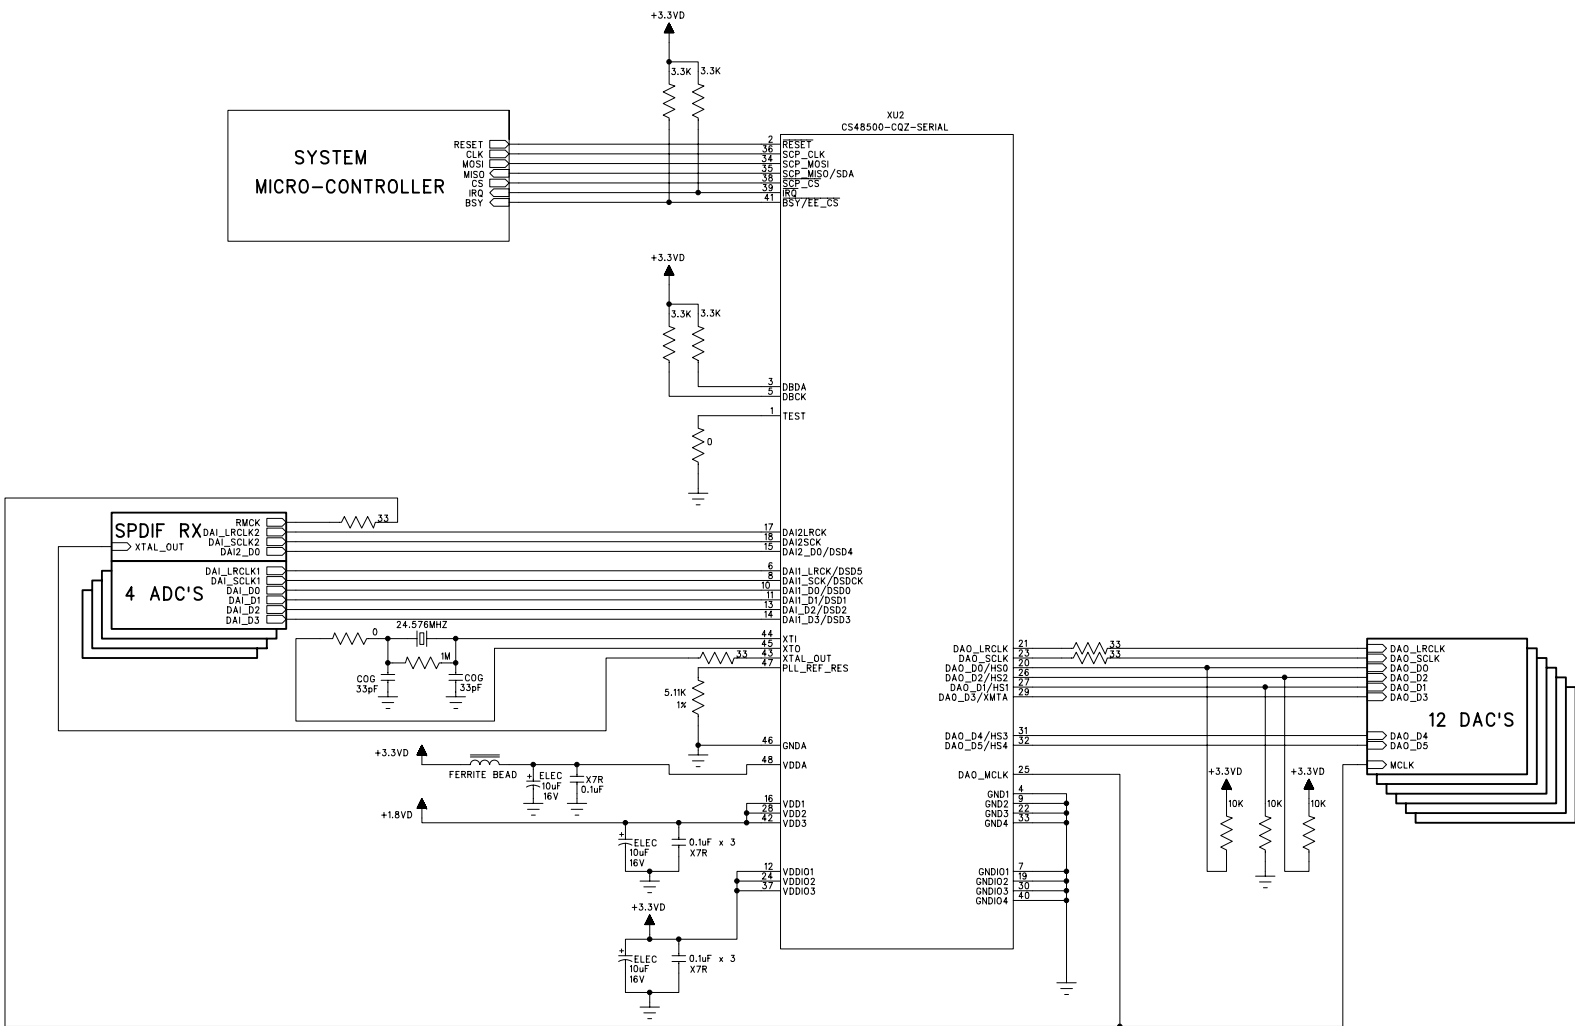 +3.3VD
3.3K 3.3K
XU2
CS48500-CQZ-SERIAL
SYSTEM
MICRO-CONTROLLER
RESET
CLK
MOSI
MISO
CS
IRQ
BSY
2 RESET
36 SCP_CLK
34 SCP_MOSI
35 SCP_MISO/SDA
38 SCP_CS
39 IRQ
41 BSY/EE_CS
+3.3VD
3.3K 3.3K
3 DBDA
5 DBCK
1 TEST
0
SPDIF RX
XTAL_OUT
RMCK
DAI_LRCLK2
DAI_SCLK2
DAI2_D0
33
4 ADC'S
DAI_LRCLK1
DAI_SCLK1
DAI_D0
DAI_D1
DAI_D2
DAI_D3
17 DAI2LRCK
18 DAI2SCK
15 DAI2_D0/DSD4
6 DAI1_LRCK/DSD5
8 DAI1_SCK/DSDCK
10 DAI1_D0/DSD0
11 DAI1_D1/DSD1
13 DAI_D2/DSD2
14 DAI1_D3/DSD3
24.576MHZ
0
1M
COG
33pF
COG
33pF
33
44 XTI
45 XTO
43 XTAL_OUT
47 PLL_REF_RES
5.11K
1%
46 GNDA
48 VDDA
+3.3VD
FERRITE BEAD
+ ELEC
10uF
16V
X7R
0.1uF
+1.8VD
16 VDD1
28 VDD2
42 VDD3
+ ELEC
10uF
16V
0.1uF x 3
X7R
12 VDDIO1
24 VDDIO2
37 VDDIO3
+3.3VD
+ ELEC
10uF
16V
0.1uF x 3
X7R
DAO_LRCLK 21
DAO_SCLK 23
DAO_D0/HS0 20
DAO_D2/HS2 26
DAO_D1/HS1 27
DAO_D3/XMTA 29
DAO_D4/HS3 31
DAO_D5/HS4 32
DAO_MCLK 25
GND1 4
GND2 9
GND3 22
GND4 33
GNDIO1 7
GNDIO2 19
GNDIO3 30
GNDIO4 40
33
33
+3.3VD
+3.3VD
10K
10K
10K
DAO_LRCLK
DAO_SCLK
DAO_D0
DAO_D2
DAO_D1
DAO_D3
12 DAC'S
DAO_D4
DAO_D5
MCLK